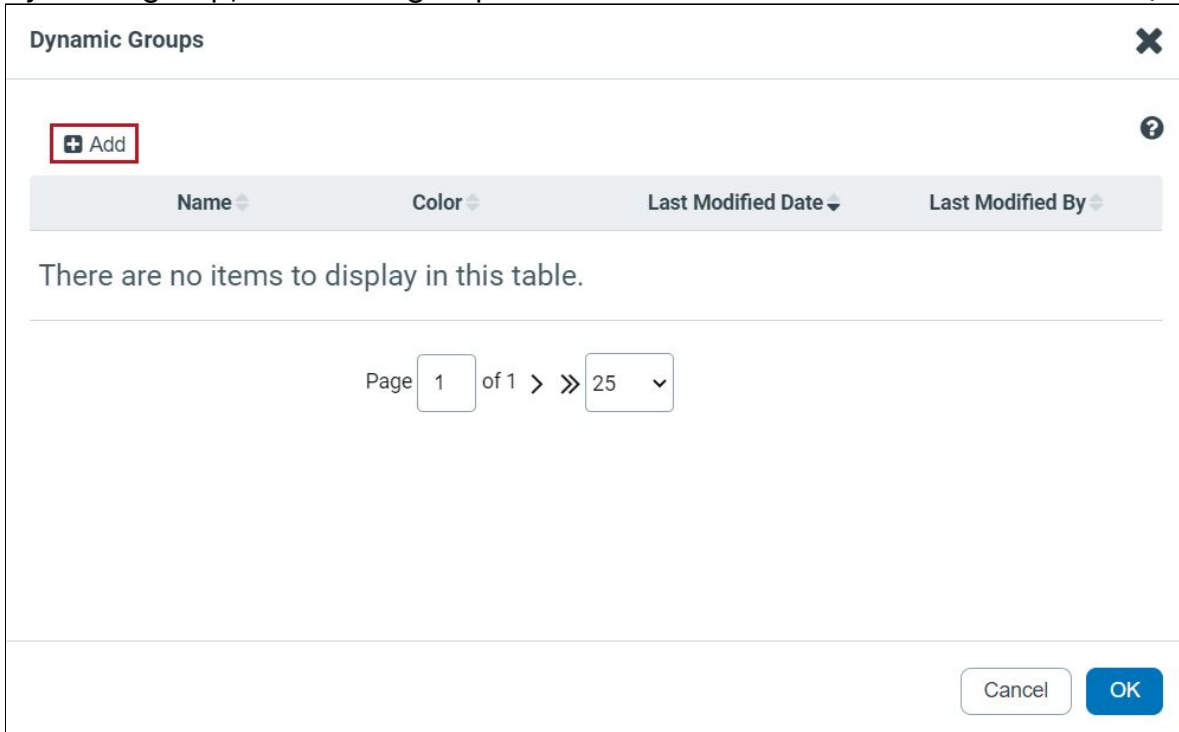 Dynamic Groups
Add
Name Color Last Modified Date Last Modified By
There are no items to display in this table.
Page 1 of 1 25
Cancel OK